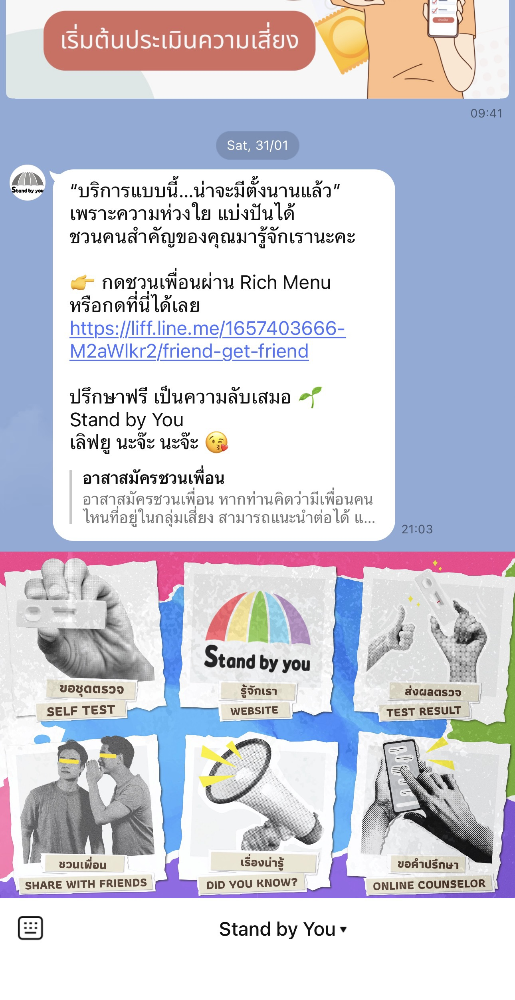 ประเมิน
เริ่มต้นประเมินความเสี่ยง
09:41
Sat, 31/01
Stand by you
“บริการแบบนี้...น่าจะมีตั้งนานแล้ว”
เพราะความห่วงใย แบ่งปันได้
ชวนคนสำคัญของคุณมารู้จักเรานะคะ
👉 กดชวนเพื่อนผ่าน Rich Menu
หรือกดที่นี่ได้เลย
https://liff.line.me/1657403666-
M2aWlkr2/friend-get-friend
ปรึกษาฟรี เป็นความลับเสมอ 🌱
Stand by You
เลิฟยู นะจ๊ะ นะจ๊ะ 😘
อาสาสมัครชวนเพื่อน
อาสาสมัครชวนเพื่อน หากท่านคิดว่ามีเพื่อนคน
ไหนที่อยู่ในกลุ่มเสี่ยง สามารถแนะนำต่อได้ แ...
21:03
Stand by you
ขอชุดตรวจ
SELF TEST
รู้จักเรา
WEBSITE
ส่งผลตรวจ
TEST RESULT
ชวนเพื่อน
SHARE WITH FRIENDS
เรื่องน่ารู้
DID YOU KNOW?
ขอคำปรึกษา
ONLINE COUNSELOR
Stand by You ▾